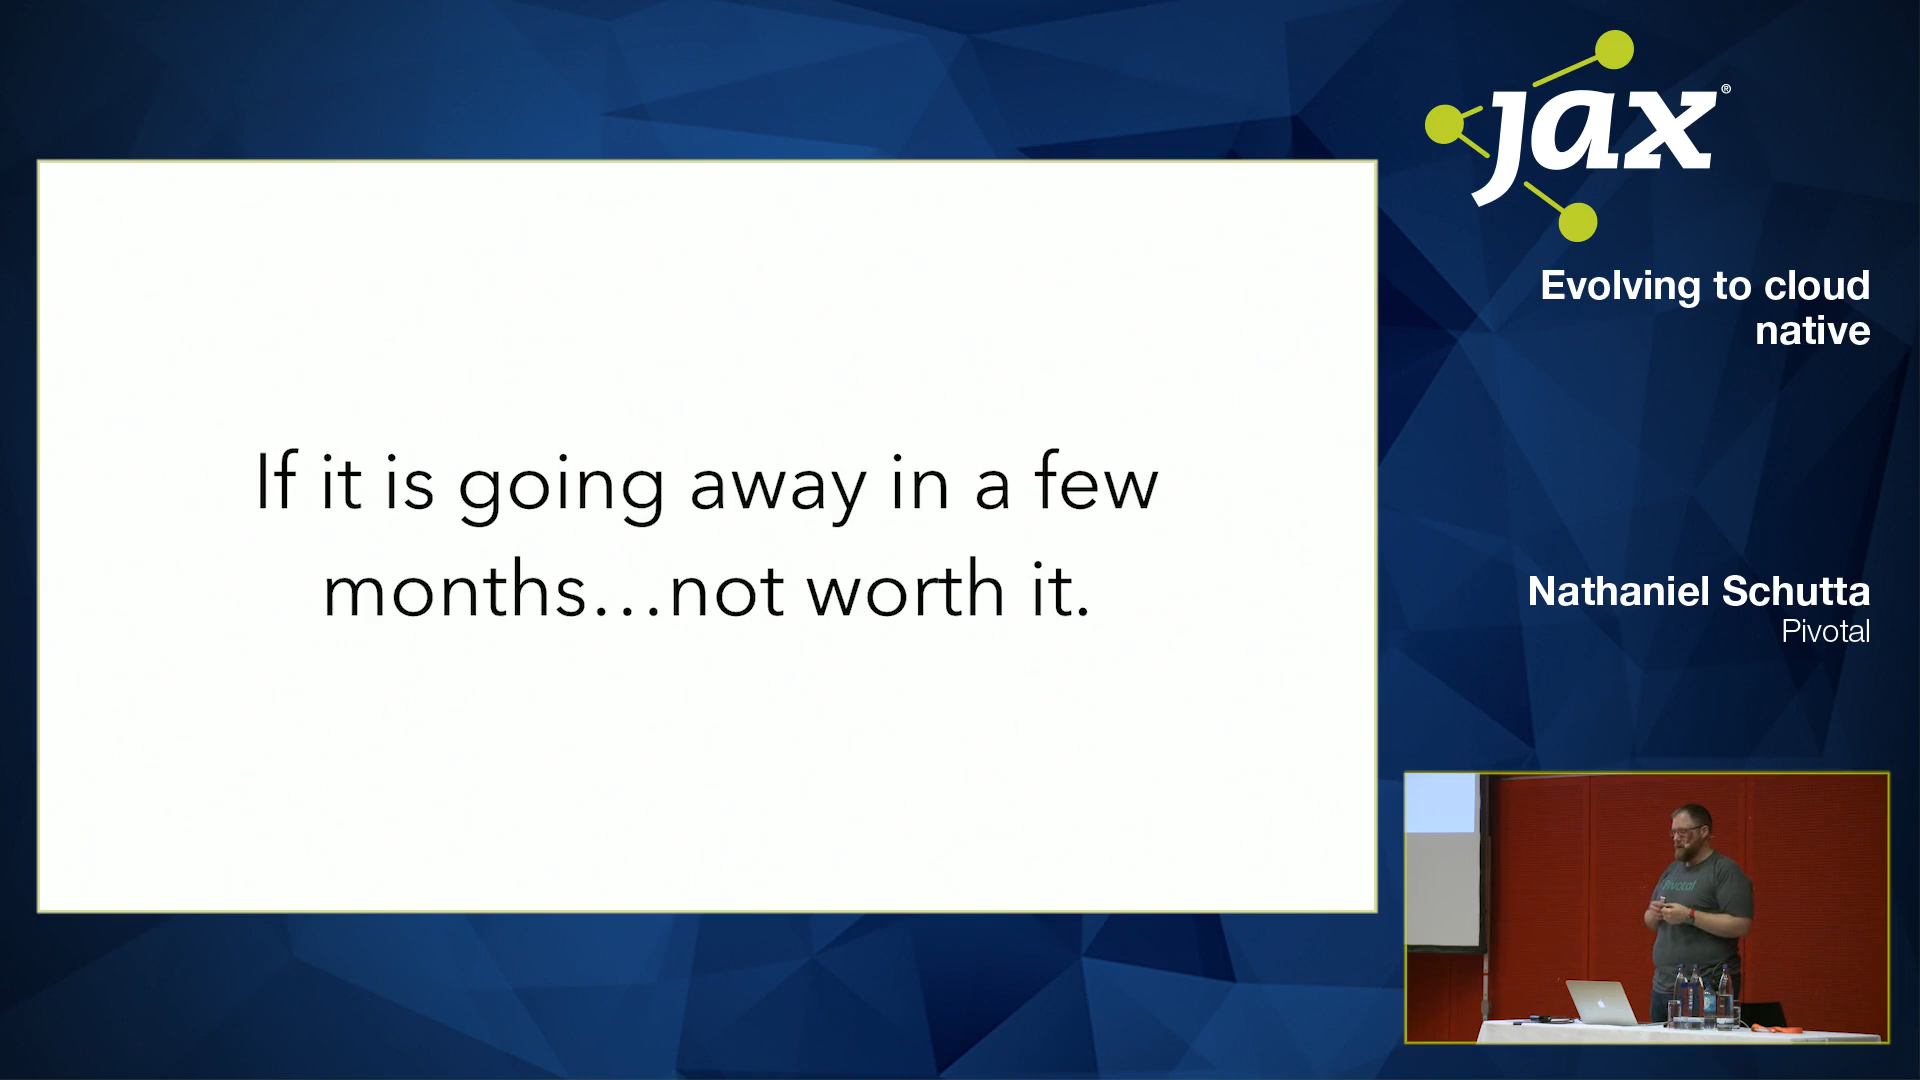 If it is going away in a few
months…not worth it.
jax®
Evolving to cloud
native
Nathaniel Schutta
Pivotal
Pivotal